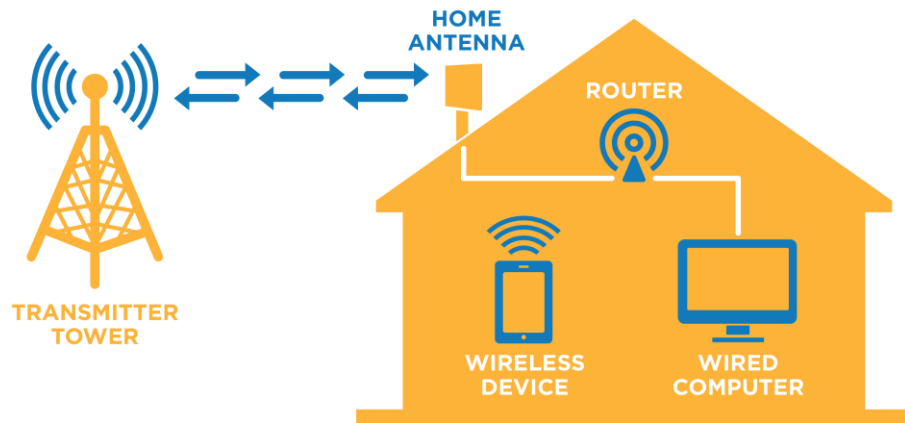 HOME
ANTENNA
ROUTER
TRANSMITTER
TOWER
WIRELESS
DEVICE
WIRED
COMPUTER